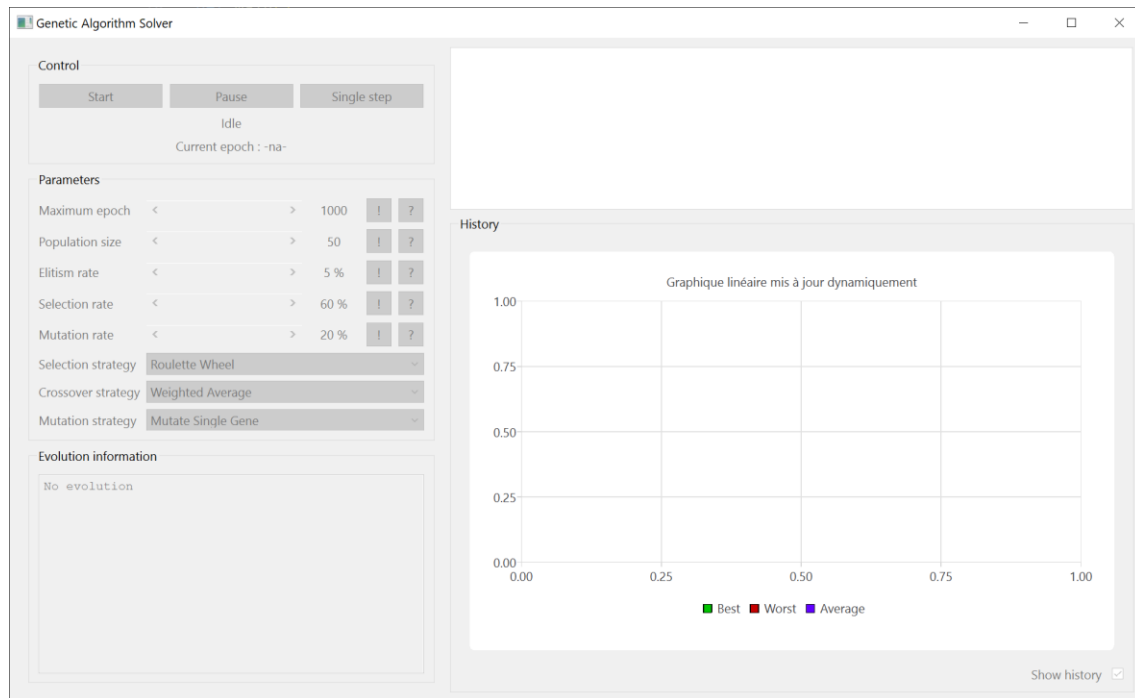 Genetic Algorithm Solver
Control
Start Pause Single step
Idle
Current epoch : -na-
Parameters
Maximum epoch < > 1000 ! ?
Population size < > 50 ! ?
Elitism rate < > 5 % ! ?
Selection rate < > 60 % ! ?
Mutation rate < > 20 % ! ?
Selection strategy Roulette Wheel
Crossover strategy Weighted Average
Mutation strategy Mutate Single Gene
Evolution information
No evolution
History
Graphique linéaire mis à jour dynamiquement
1.00
0.75
0.50
0.25
0.00
0.00 0.25 0.50 0.75 1.00
Best Worst Average
Show history